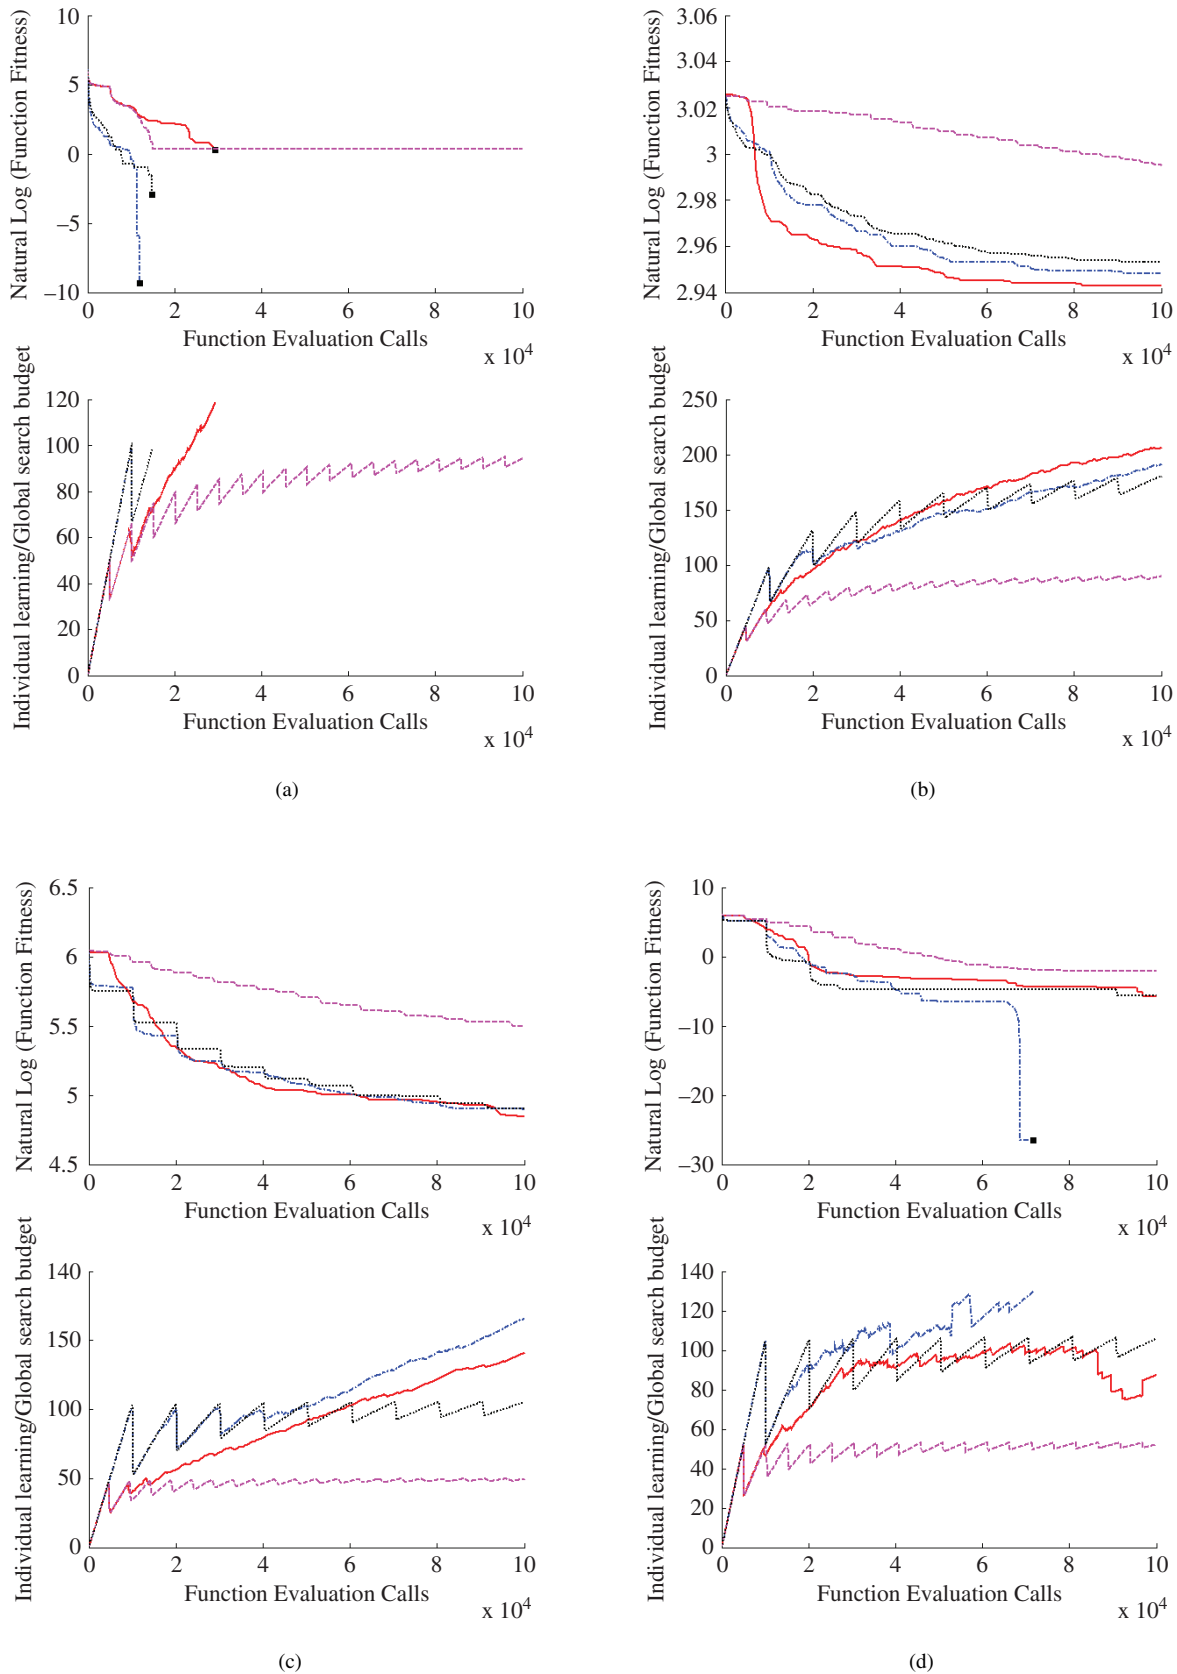 Natural Log (Function Fitness)
10
5
0
−5
−10
0 2 4 6 8 10
Function Evaluation Calls
x 10^4
Individual learning/Global search budget
120
100
80
60
40
20
0
0 2 4 6 8 10
Function Evaluation Calls
x 10^4
(a)
Natural Log (Function Fitness)
3.06
3.04
3.02
3
2.98
2.96
2.94
0 2 4 6 8 10
Function Evaluation Calls
x 10^4
Individual learning/Global search budget
250
200
150
100
50
0
0 2 4 6 8 10
Function Evaluation Calls
x 10^4
(b)
Natural Log (Function Fitness)
6.5
6
5.5
5
4.5
0 2 4 6 8 10
Function Evaluation Calls
x 10^4
Individual learning/Global search budget
140
150
100
50
0
0 2 4 6 8 10
Function Evaluation Calls
x 10^4
(c)
Natural Log (Function Fitness)
10
0
−10
−20
−30
0 2 4 6 8 10
Function Evaluation Calls
x 10^4
Individual learning/Global search budget
140
120
100
80
60
40
20
0
0 2 4 6 8 10
Function Evaluation Calls
x 10^4
(d)